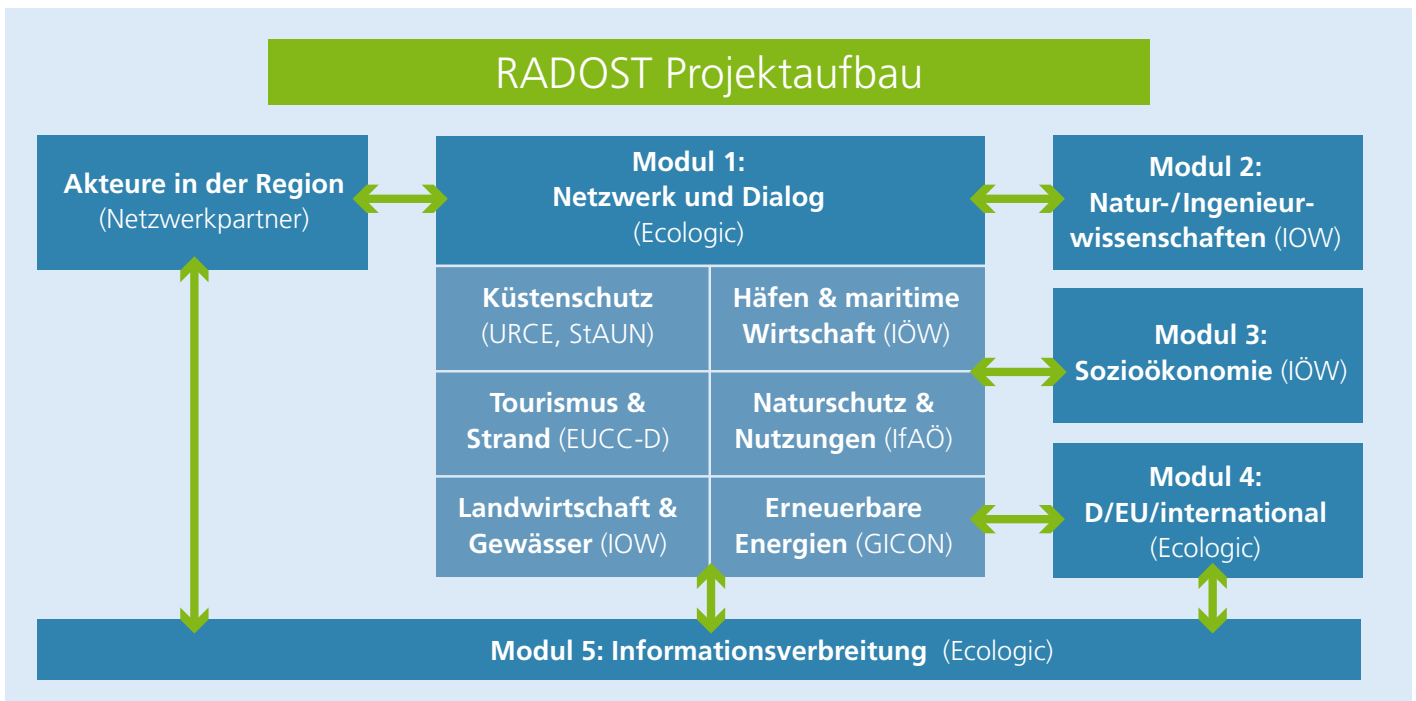 RADOST Projektaufbau
Akteure in der Region
(Netzwerkpartner)
Modul 1:
Netzwerk und Dialog
(Ecologic)
Modul 2:
Natur-/Ingenieur-
wissenschaften (IOW)
Küstenschutz
(URCE, StAUN)
Häfen & maritime
Wirtschaft (IÖW)
Modul 3:
Sozioökonomie (IÖW)
Tourismus &
Strand (EUCC-D)
Naturschutz &
Nutzungen (IfAÖ)
Modul 4:
D/EU/international
(Ecologic)
Landwirtschaft &
Gewässer (IOW)
Erneuerbare
Energien (GICON)
Modul 5: Informationsverbreitung (Ecologic)